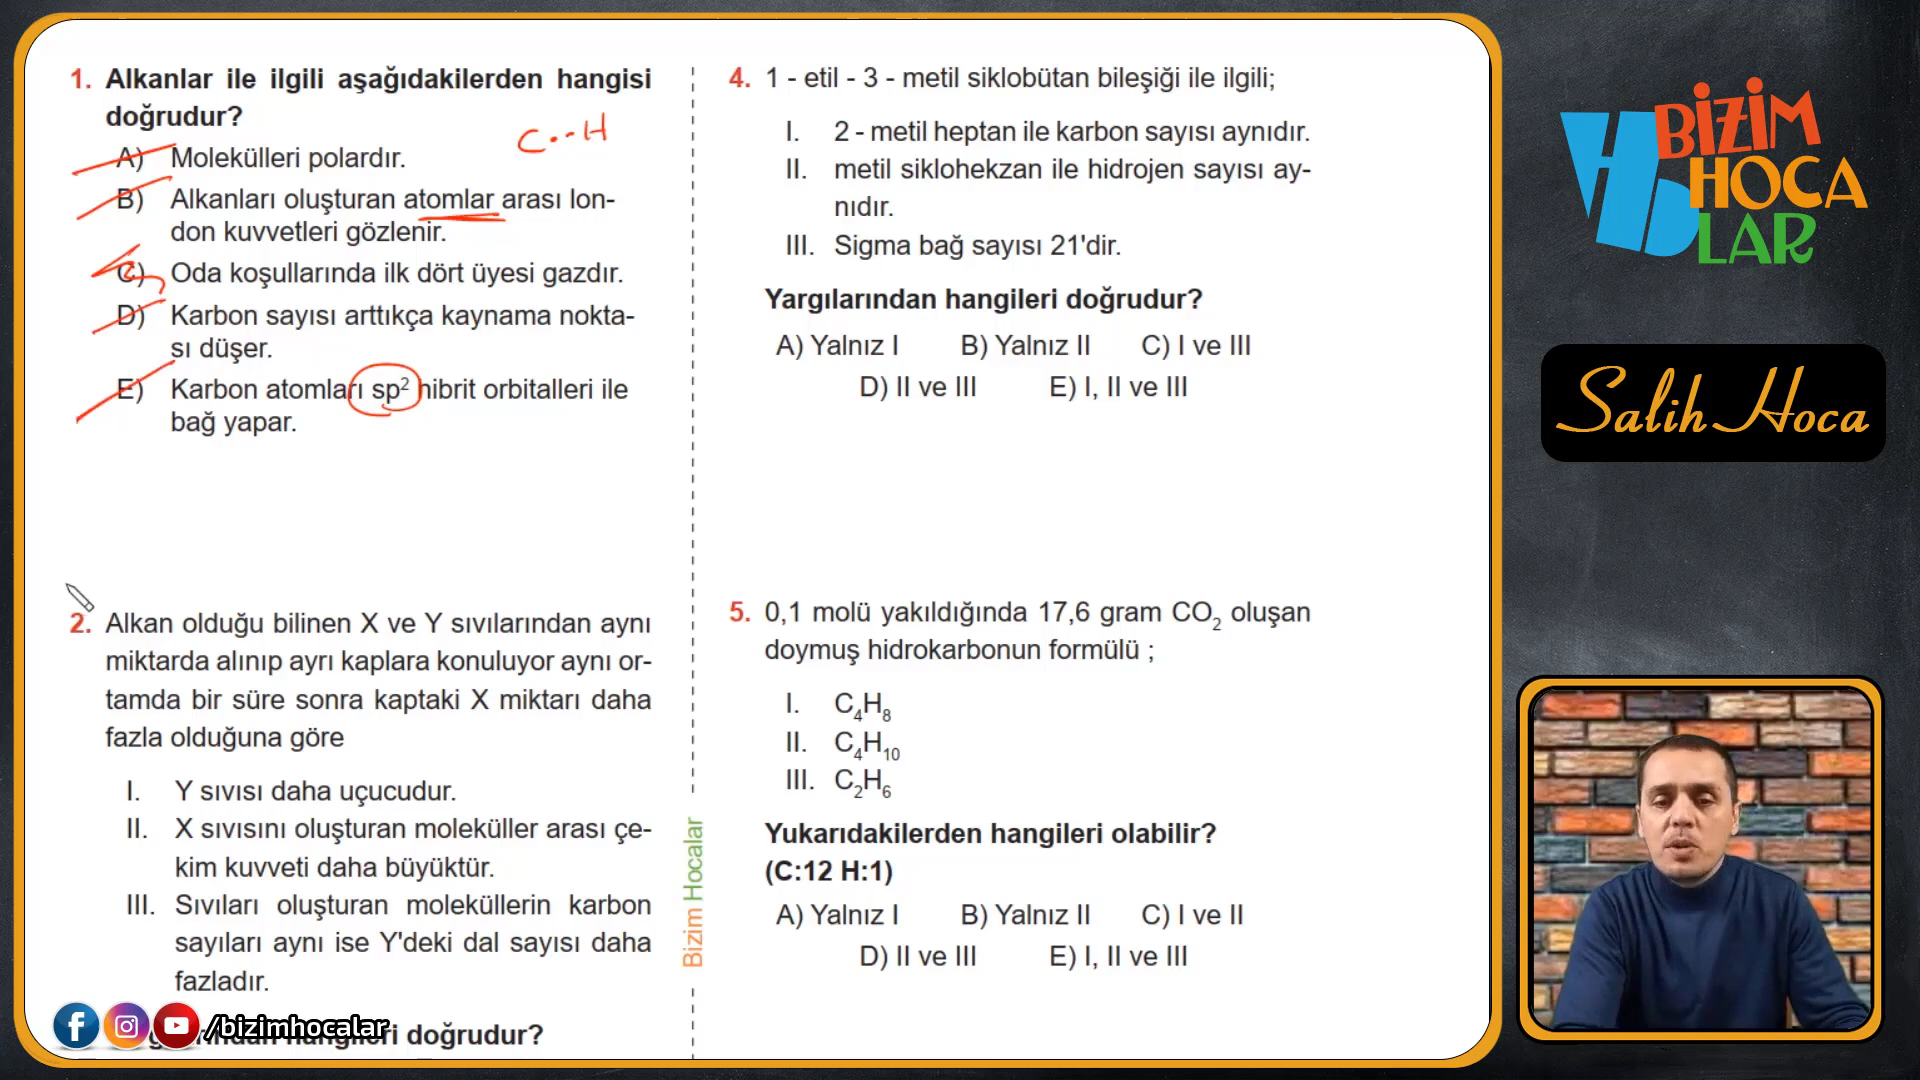 1. Alkanlar ile ilgili aşağıdakilerden hangisi
doğrudur?
C··H
A) Molekülleri polardır.
B) Alkanları oluşturan atomlar arası lon-
don kuvvetleri gözlenir.
C) Oda koşullarında ilk dört üyesi gazdır.
D) Karbon sayısı arttıkça kaynama nokta-
sı düşer.
E) Karbon atomları sp² hibrit orbitalleri ile
bağ yapar.
2. Alkan olduğu bilinen X ve Y sıvılarından aynı
miktarda alınıp ayrı kaplara konuluyor aynı or-
tamda bir süre sonra kaptaki X miktarı daha
fazla olduğuna göre
I. Y sıvısı daha uçucudur.
II. X sıvısını oluşturan moleküller arası çe-
kim kuvveti daha büyüktür.
III. Sıvıları oluşturan moleküllerin karbon
sayıları aynı ise Y'deki dal sayısı daha
fazladır.
hangileri doğrudur?
/bizimhocalar
Bizim Hocalar
4. 1 - etil - 3 - metil siklobütan bileşiği ile ilgili;
I. 2 - metil heptan ile karbon sayısı aynıdır.
II. metil siklohekzan ile hidrojen sayısı ay-
nıdır.
III. Sigma bağ sayısı 21'dir.
Yargılarından hangileri doğrudur?
A) Yalnız I B) Yalnız II C) I ve III
D) II ve III E) I, II ve III
5. 0,1 molü yakıldığında 17,6 gram CO₂ oluşan
doymuş hidrokarbonun formülü ;
I. C₄H₈
II. C₄H₁₀
III. C₂H₆
Yukarıdakilerden hangileri olabilir?
(C:12 H:1)
A) Yalnız I B) Yalnız II C) I ve II
D) II ve III E) I, II ve III
BİZİM
HOCA
LAR
Salih Hoca